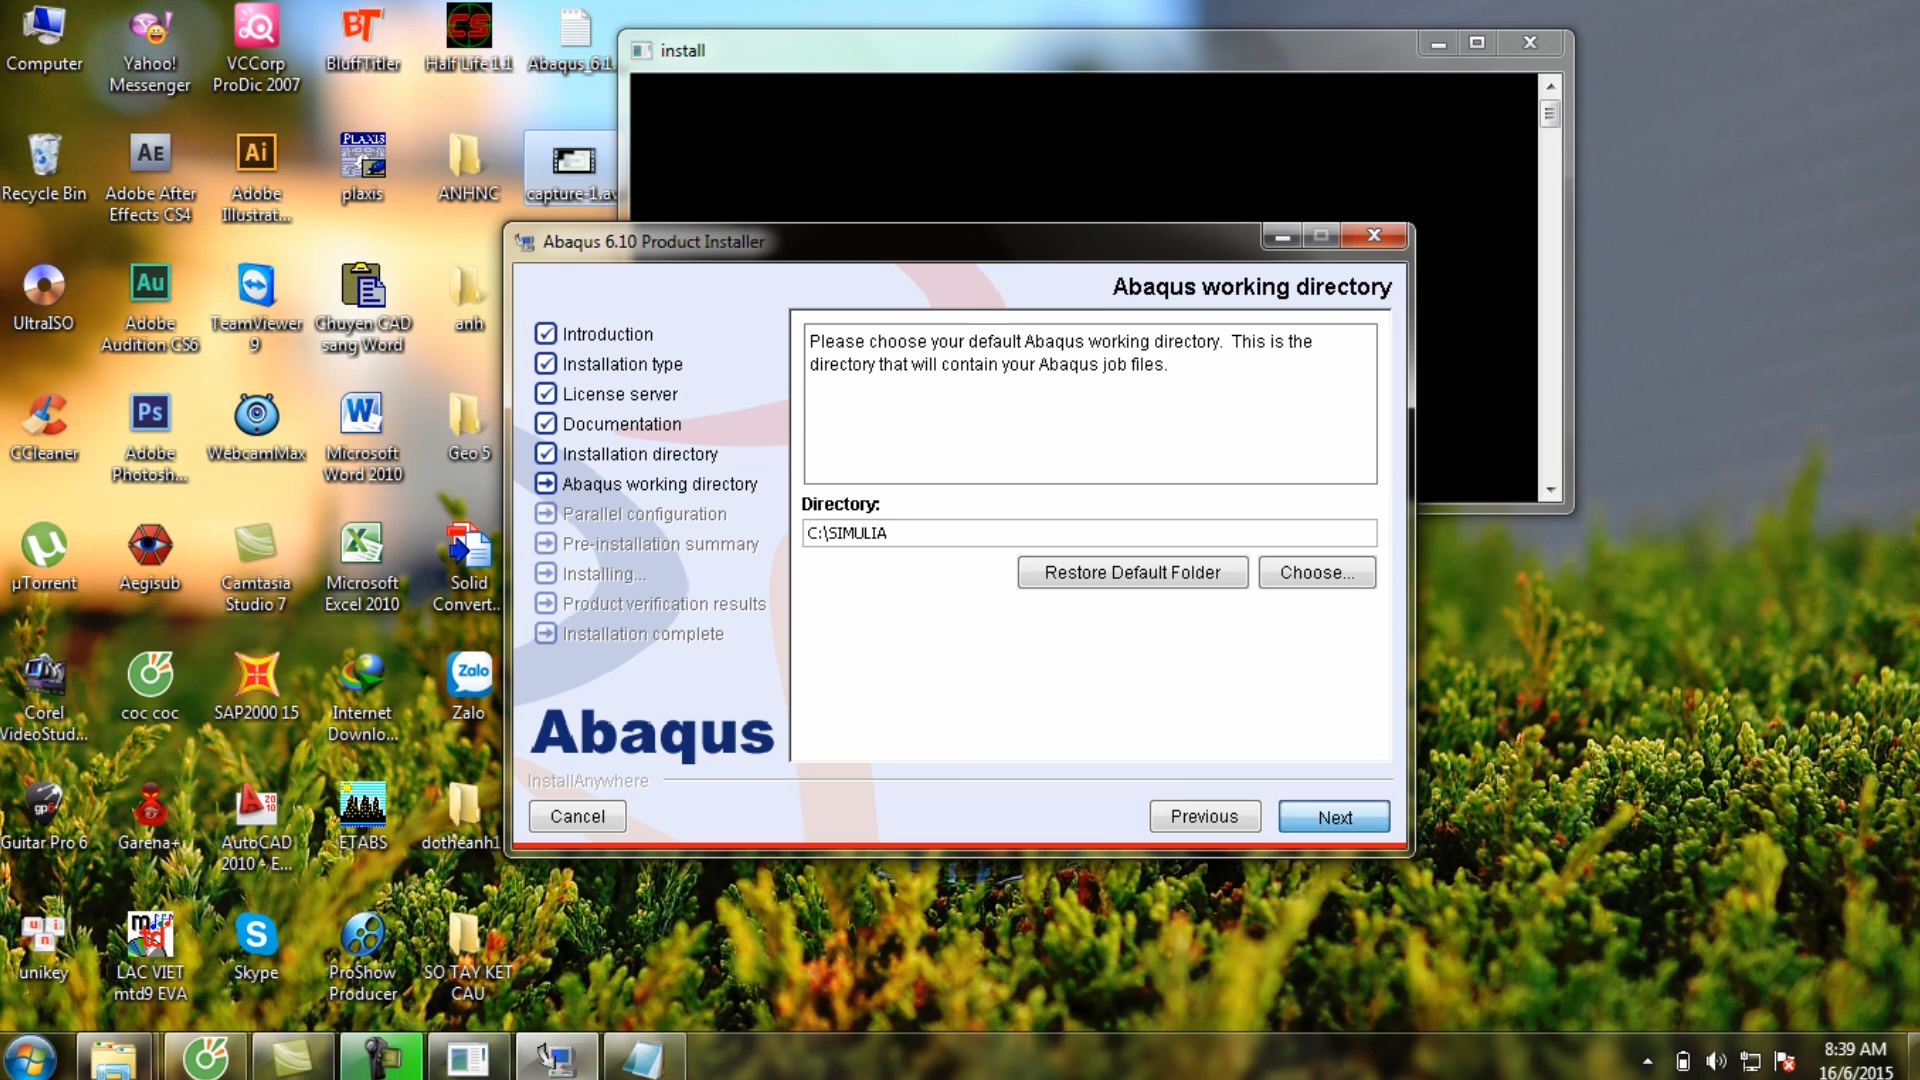 Computer
Yahoo!
Messenger
VCCorp
ProDic 2007
BluffTitler
Half Life 1.1
Abaqus_6.1
Recycle Bin
Adobe After
Effects CS4
Adobe
Illustrat...
plaxis
ANHNC
capture-1.av
UltraISO
Adobe
Audition CS6
TeamViewer
9
Chuyen CAD
sang Word
anh
CCleaner
Adobe
Photosh...
WebcamMax
Microsoft
Word 2010
Geo 5
µTorrent
Aegisub
Camtasia
Studio 7
Microsoft
Excel 2010
Solid
Convert...
Corel
VideoStud...
coc coc
SAP2000 15
Internet
Downlo...
Zalo
Guitar Pro 6
Garena+
AutoCAD
2010 - E...
ETABS
dotheanh1
unikey
LAC VIET
mtd9 EVA
Skype
ProShow
Producer
SO TAY KET
CAU
install
Abaqus 6.10 Product Installer
Abaqus working directory
Introduction
Installation type
License server
Documentation
Installation directory
Abaqus working directory
Parallel configuration
Pre-installation summary
Installing...
Product verification results
Installation complete
Abaqus
Please choose your default Abaqus working directory. This is the
directory that will contain your Abaqus job files.
Directory:
C:\SIMULIA
Restore Default Folder
Choose...
InstallAnywhere
Cancel
Previous
Next
8:39 AM
16/6/2015